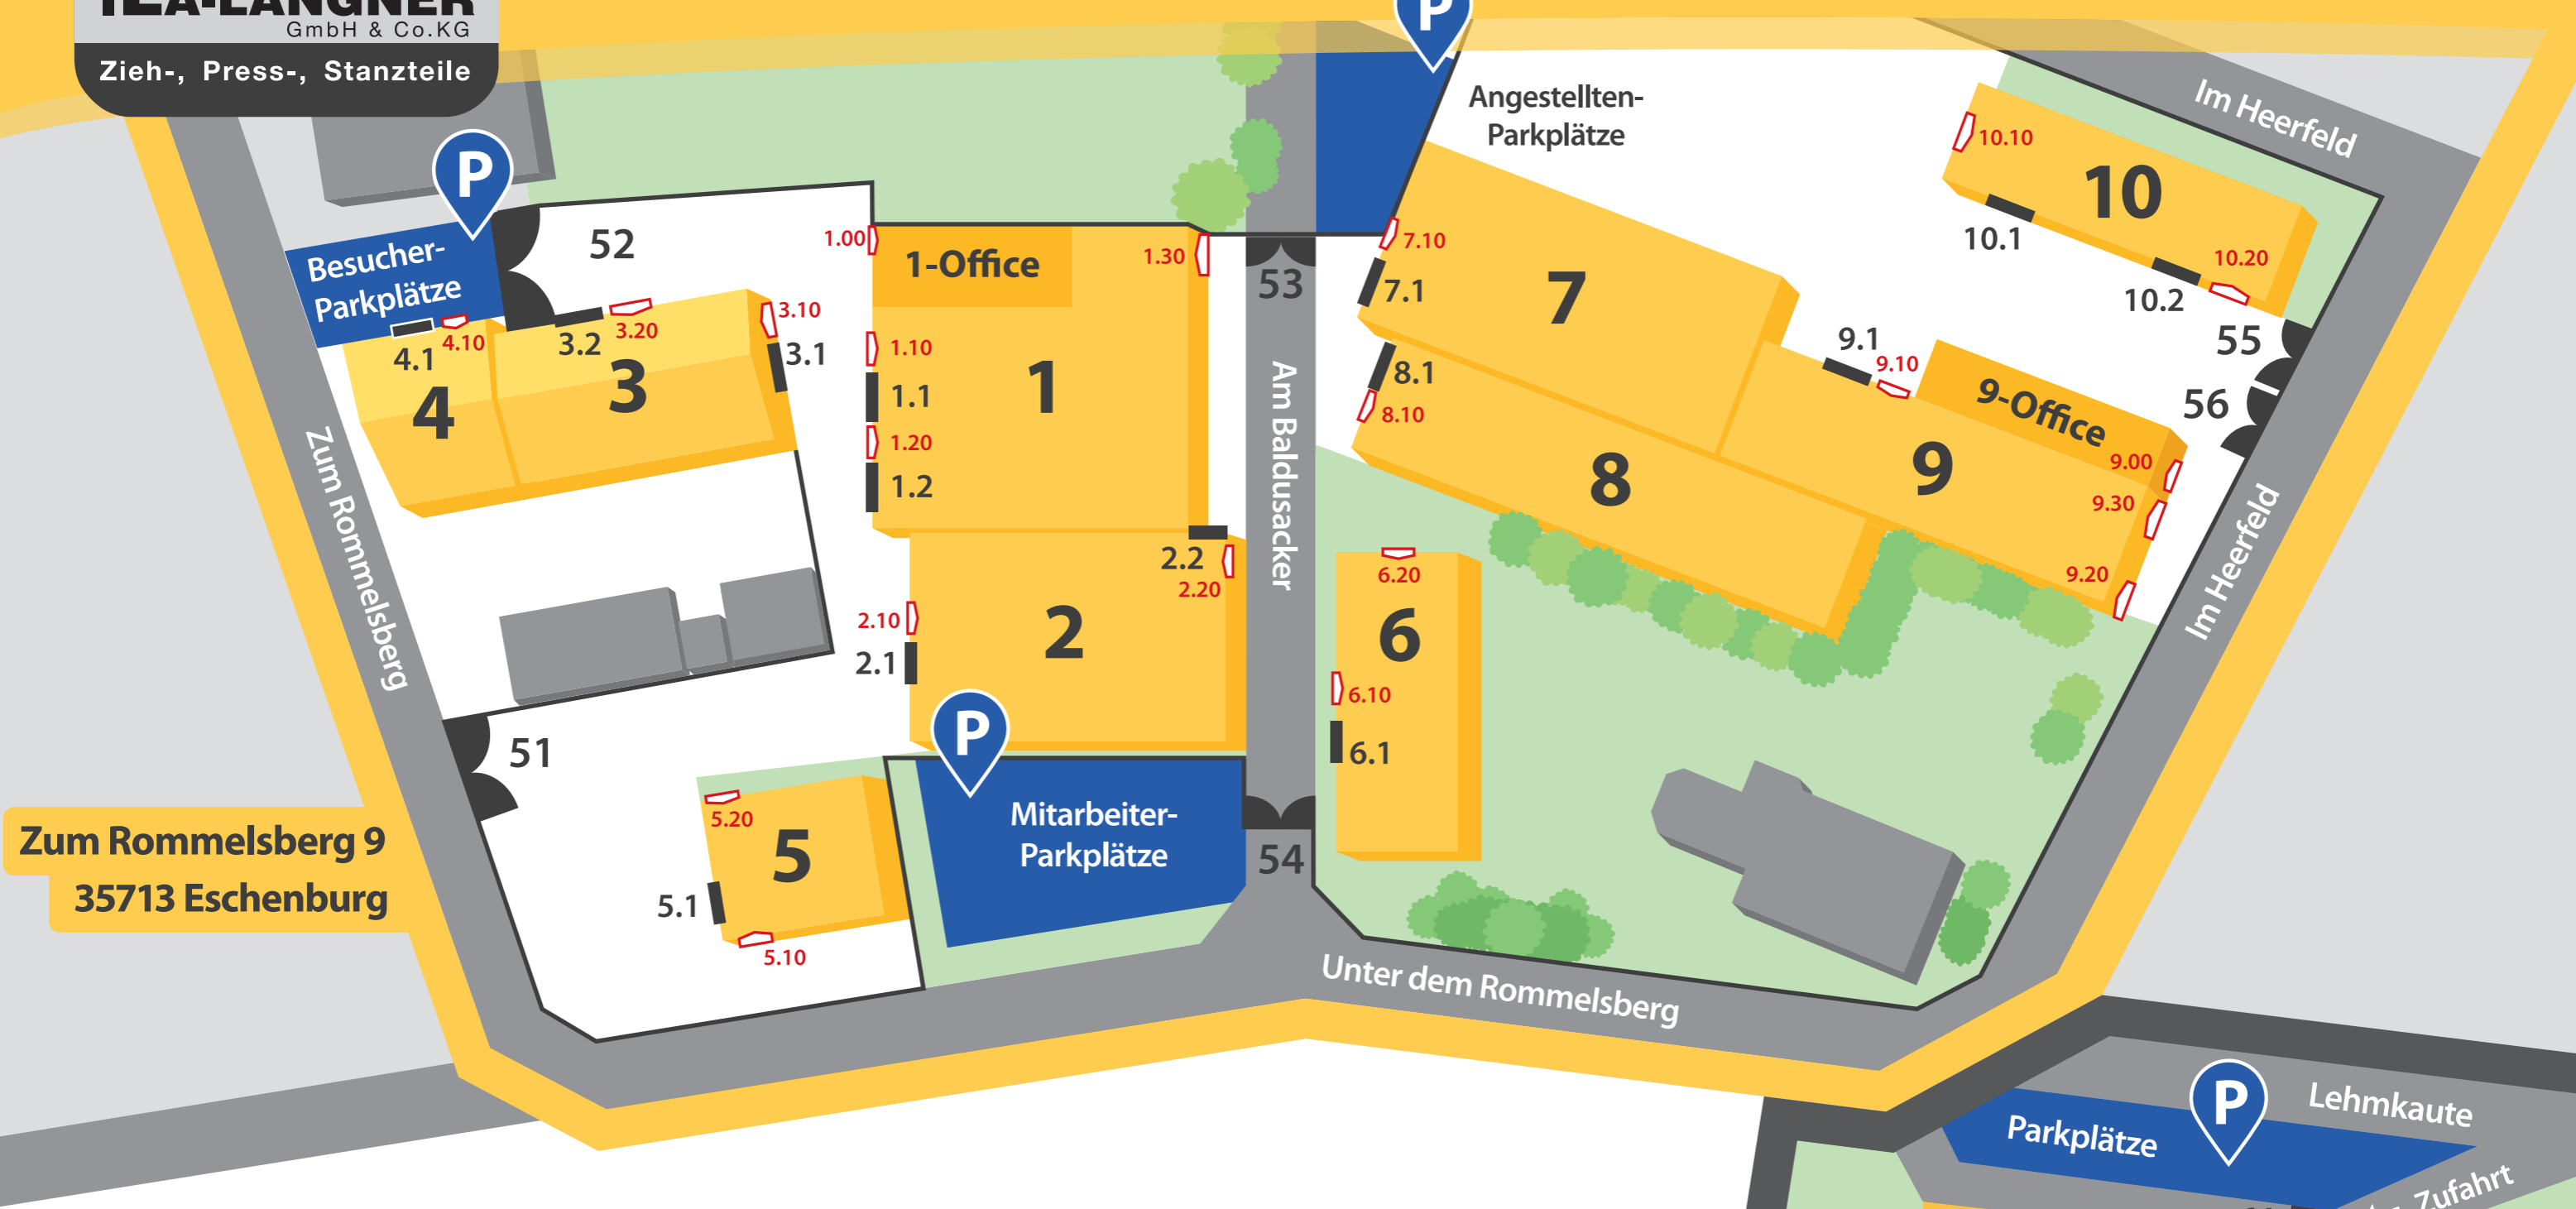 GmbH & Co.KG
Zieh-, Press-, Stanzteile
P
P
Angestellten-
Parkplätze
Im Heerfeld
10.10
10
10.1
10.20
10.2
55
56
Besucher-
Parkplätze
52
1.00
1-Office
1.30
53
7.10
7.1
7
4.1
4.10
3.2
3.20
3.10
3.1
4
3
1.10
1.1
1
1.20
1.2
Am Baldusacker
8.1
8.10
8
9.1
9.10
9-Office
9
9.00
9.30
9.20
Im Heerfeld
Zum Rommelsberg
2.2
2.20
2.10
2.1
2
6.20
6
6.10
6.1
51
P
5.20
5
5.1
5.10
Mitarbeiter-
Parkplätze
54
Zum Rommelsberg 9
35713 Eschenburg
Unter dem Rommelsberg
P
Parkplätze
Lehmkaute
Zufahrt